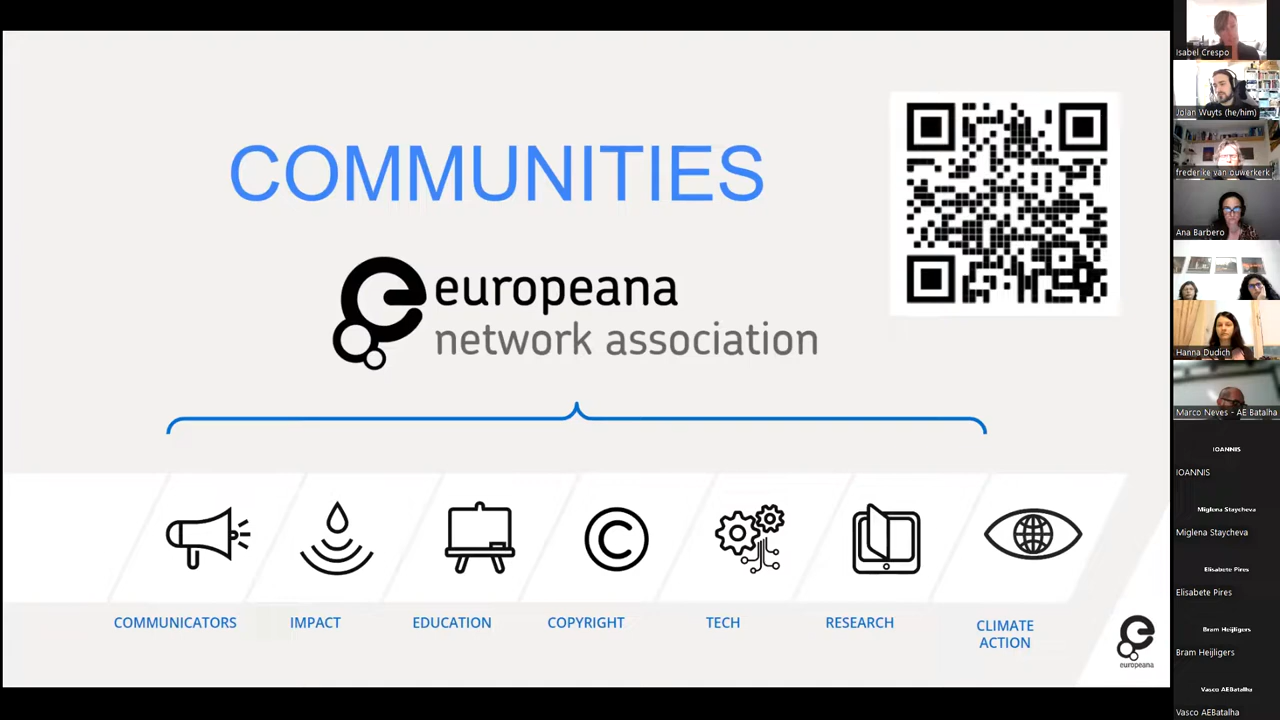 COMMUNITIES
europeana
network association
COMMUNICATORS
IMPACT
EDUCATION
COPYRIGHT
TECH
RESEARCH
CLIMATE
ACTION
europeana
Isabel Crespo
Jolan Wuyts (he/him)
frederike van ouwerkerk
Ana Barbero
Hanna Dudich
Marco Neves - AE Batalha
IOANNIS
IOANNIS
Miglena Staycheva
Miglena Staycheva
Elisabete Pires
Elisabete Pires
Bram Heijligers
Bram Heijligers
Vasco AEBatalha
Vasco AEBatalha